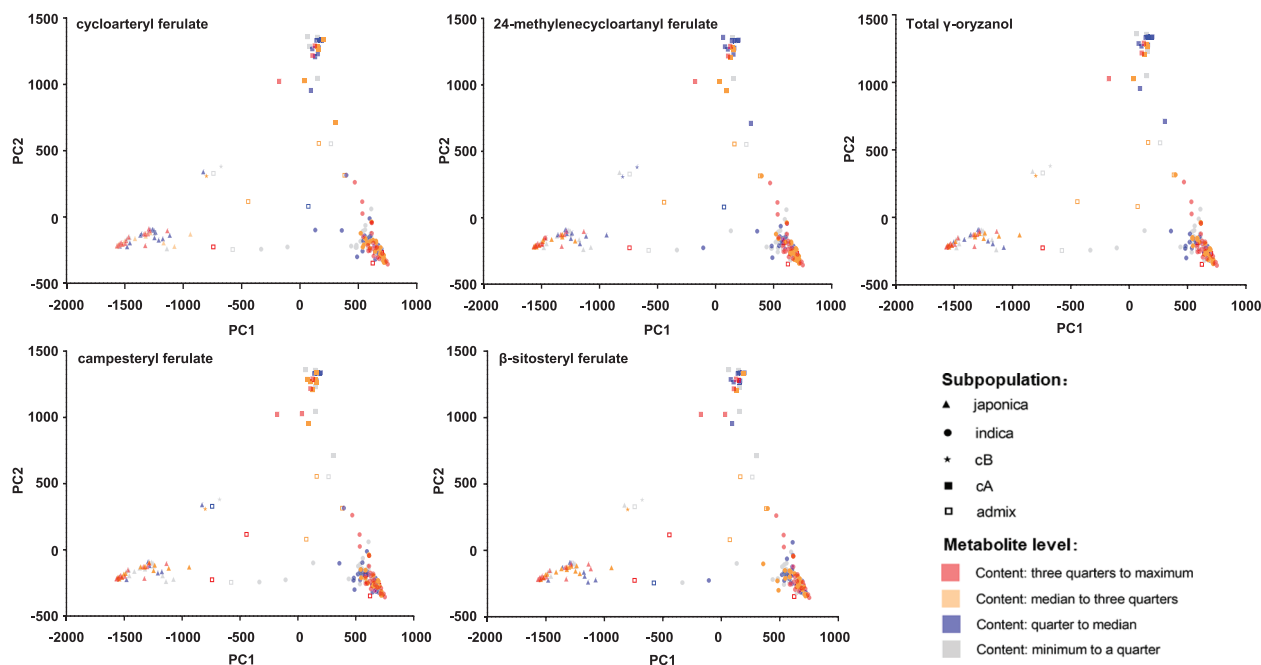 cycloarteryl ferulate
1500
1000
500
0
-500
PC2
-2000 -1500 -1000 -500 0 500 1000
PC1
24-methylenecycloartanyl ferulate
1500
1000
500
0
-500
PC2
-2000 -1500 -1000 -500 0 500 1000
PC1
Total γ-oryzanol
1500
1000
500
0
-500
PC2
-2000 -1500 -1000 -500 0 500 1000
PC1
campesteryl ferulate
1500
1000
500
0
-500
PC2
-2000 -1500 -1000 -500 0 500 1000
PC1
β-sitosteryl ferulate
1500
1000
500
0
-500
PC2
-2000 -1500 -1000 -500 0 500 1000
PC1
Subpopulation:
japonica
indica
cB
cA
admix
Metabolite level:
Content: three quarters to maximum
Content: median to three quarters
Content: quarter to median
Content: minimum to a quarter